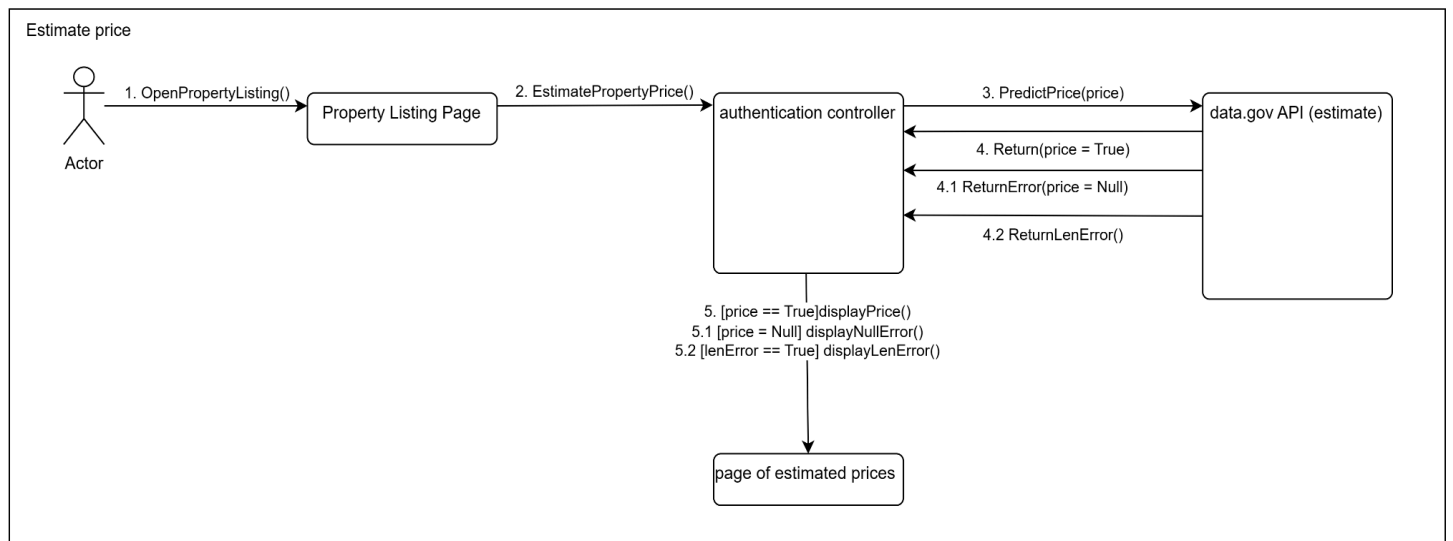 Estimate price
1. OpenPropertyListing()
2. EstimatePropertyPrice()
3. PredictPrice(price)
Property Listing Page
authentication controller
data.gov API (estimate)
4. Return(price = True)
Actor
4.1 ReturnError(price = Null)
4.2 ReturnLenError()
5. [price == True]displayPrice()
5.1 [price = Null] displayNullError()
5.2 [lenError == True] displayLenError()
page of estimated prices